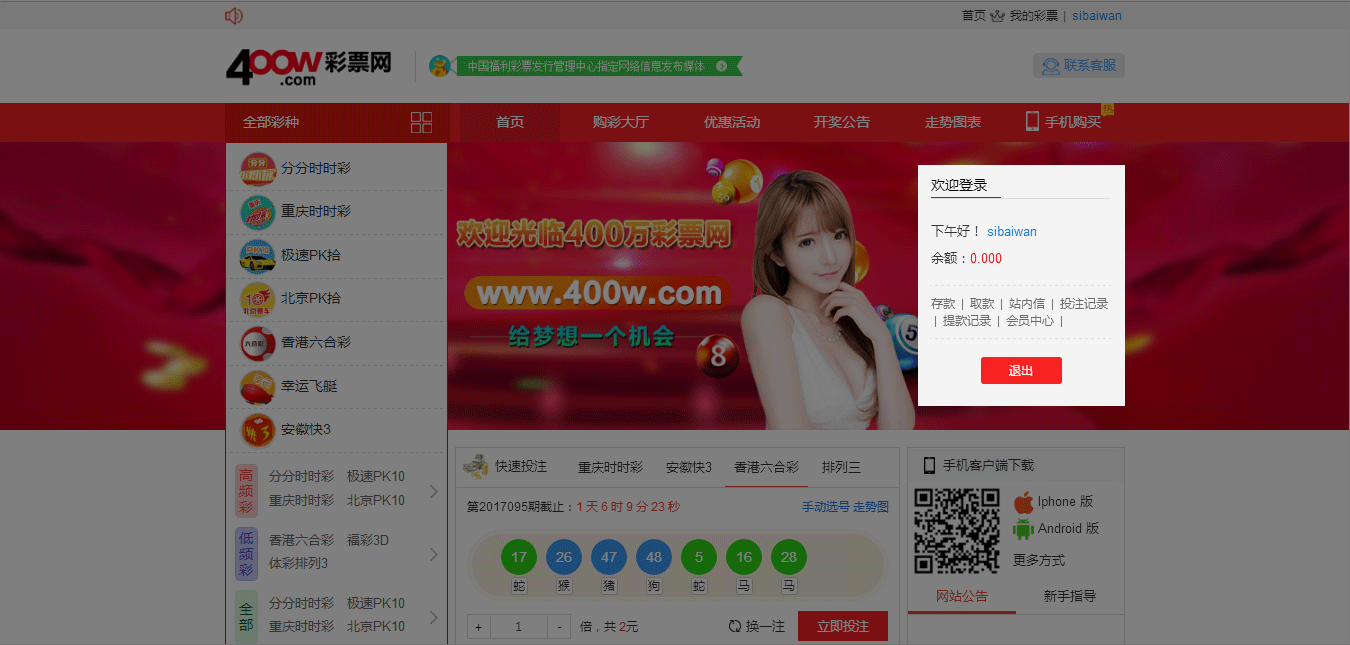 首页 我的彩票 | sibaiwan
400W彩票网
.com
中国福利彩票发行管理中心指定网络信息发布媒体
联系客服
全部彩种 首页 购彩大厅 优惠活动 开奖公告 走势图表 手机购买 热
分分时时彩
重庆时时彩
极速PK拾
北京PK拾
香港六合彩
幸运飞艇
安徽快3
高频彩
分分时时彩 极速PK10
重庆时时彩 北京PK10
低频彩
香港六合彩 福彩3D
体彩排列3
全部
分分时时彩 极速PK10
重庆时时彩 北京PK10
欢迎光临400万彩票网
www.400w.com
给梦想一个机会
8
5
欢迎登录
下午好！ sibaiwan
余额：0.000
存款 | 取款 | 站内信 | 投注记录
| 提款记录 | 会员中心 |
退出
快速投注 重庆时时彩 安徽快3 香港六合彩 排列三
第2017095期截止：1 天 6 时 9 分 23 秒 手动选号 走势图
17 26 47 48 5 16 28
蛇 猴 猪 狗 蛇 马 马
+ 1 - 倍，共 2元 换一注 立即投注
手机客户端下载
Iphone 版
Android 版
更多方式
网站公告 新手指导